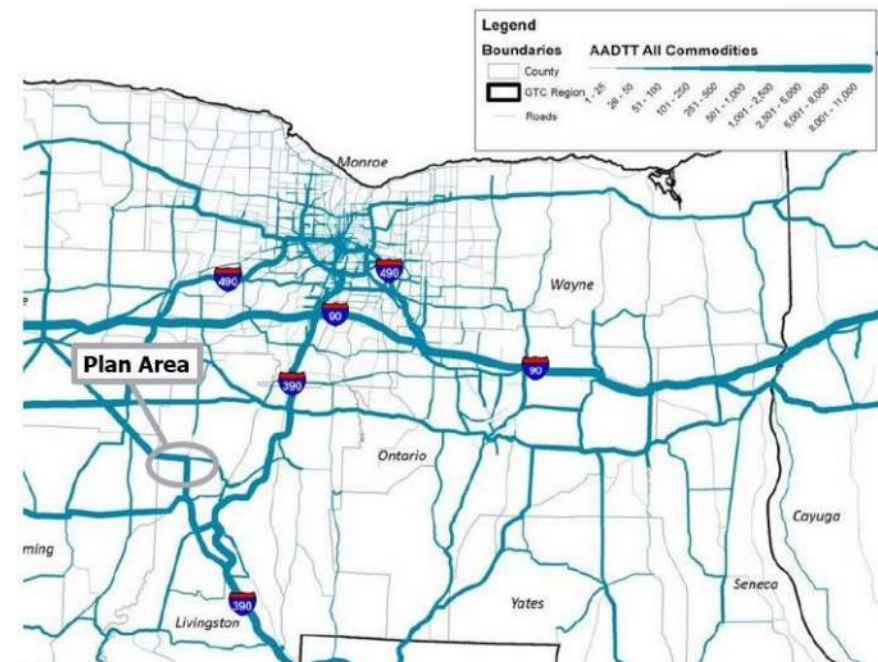 Legend
Boundaries
County
GTC Region
Roads
AADTT All Commodities
1 - 25
26 - 50
51 - 100
101 - 250
251 - 500
501 - 1,000
1,001 - 2,500
2,501 - 5,000
5,001 - 8,000
8,001 - 11,000
Monroe
490
490
Wayne
90
Plan Area
390
90
Ontario
Cayuga
ming
Seneca
390
Yates
Livingston